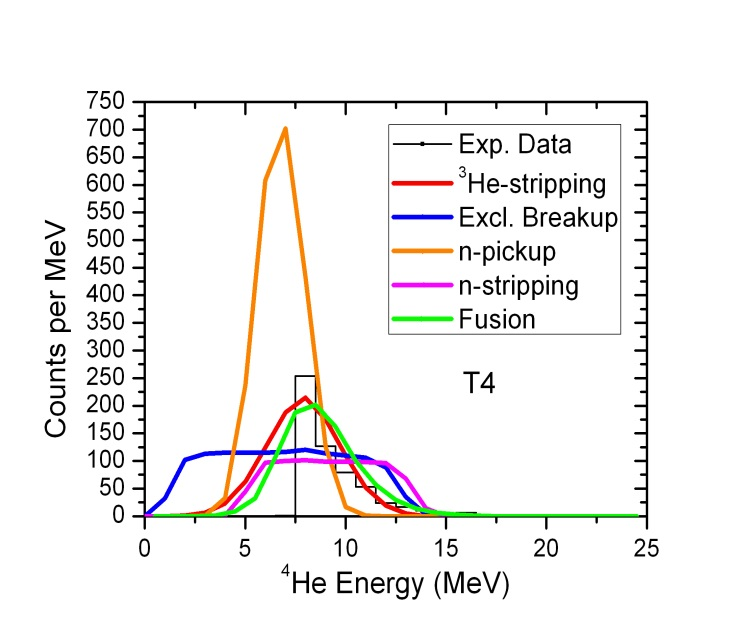 750
700
650
600
550
500
450
400
350
300
250
200
150
100
50
0
Counts per MeV
Exp. Data
³He-stripping
Excl. Breakup
n-pickup
n-stripping
Fusion
T4
0 5 10 15 20 25
⁴He Energy (MeV)